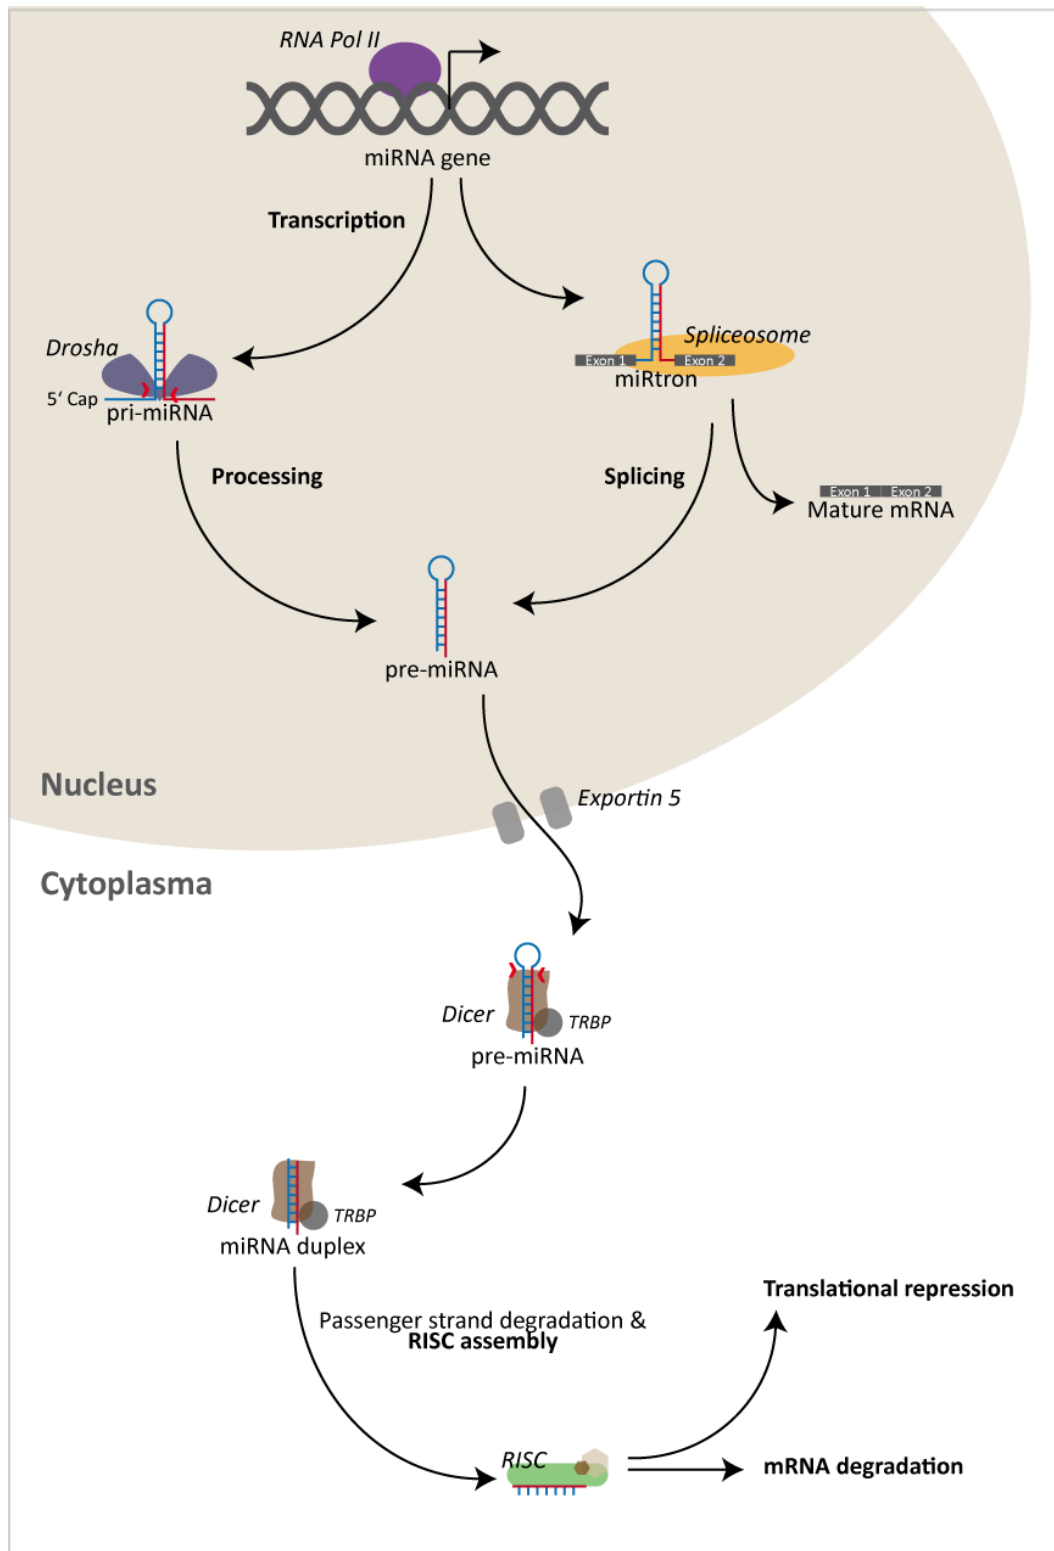 RNA Pol II
miRNA gene
Transcription
Drosha
5' Cap
pri-miRNA
Spliceosome
Exon 1
Exon 2
miRtron
Processing
Splicing
Exon 1
Exon 2
Mature mRNA
pre-miRNA
Nucleus
Exportin 5
Cytoplasma
Dicer
TRBP
pre-miRNA
Dicer
TRBP
miRNA duplex
Passenger strand degradation &
RISC assembly
Translational repression
RISC
mRNA degradation